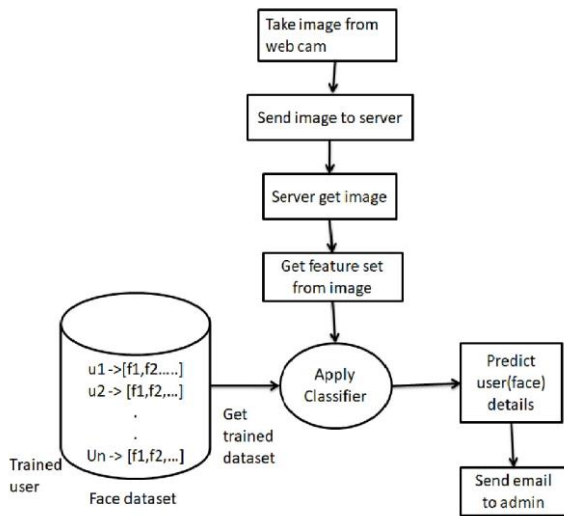 Take image from
web cam
Send image to server
Server get image
Get feature set
from image
u1 ->[f1,f2.....]
u2 -> [f1,f2,...]
.
.
Un -> [f1,f2,...]
Trained
user
Face dataset
Get
trained
dataset
Apply
Classifier
Predict
user(face)
details
Send email
to admin